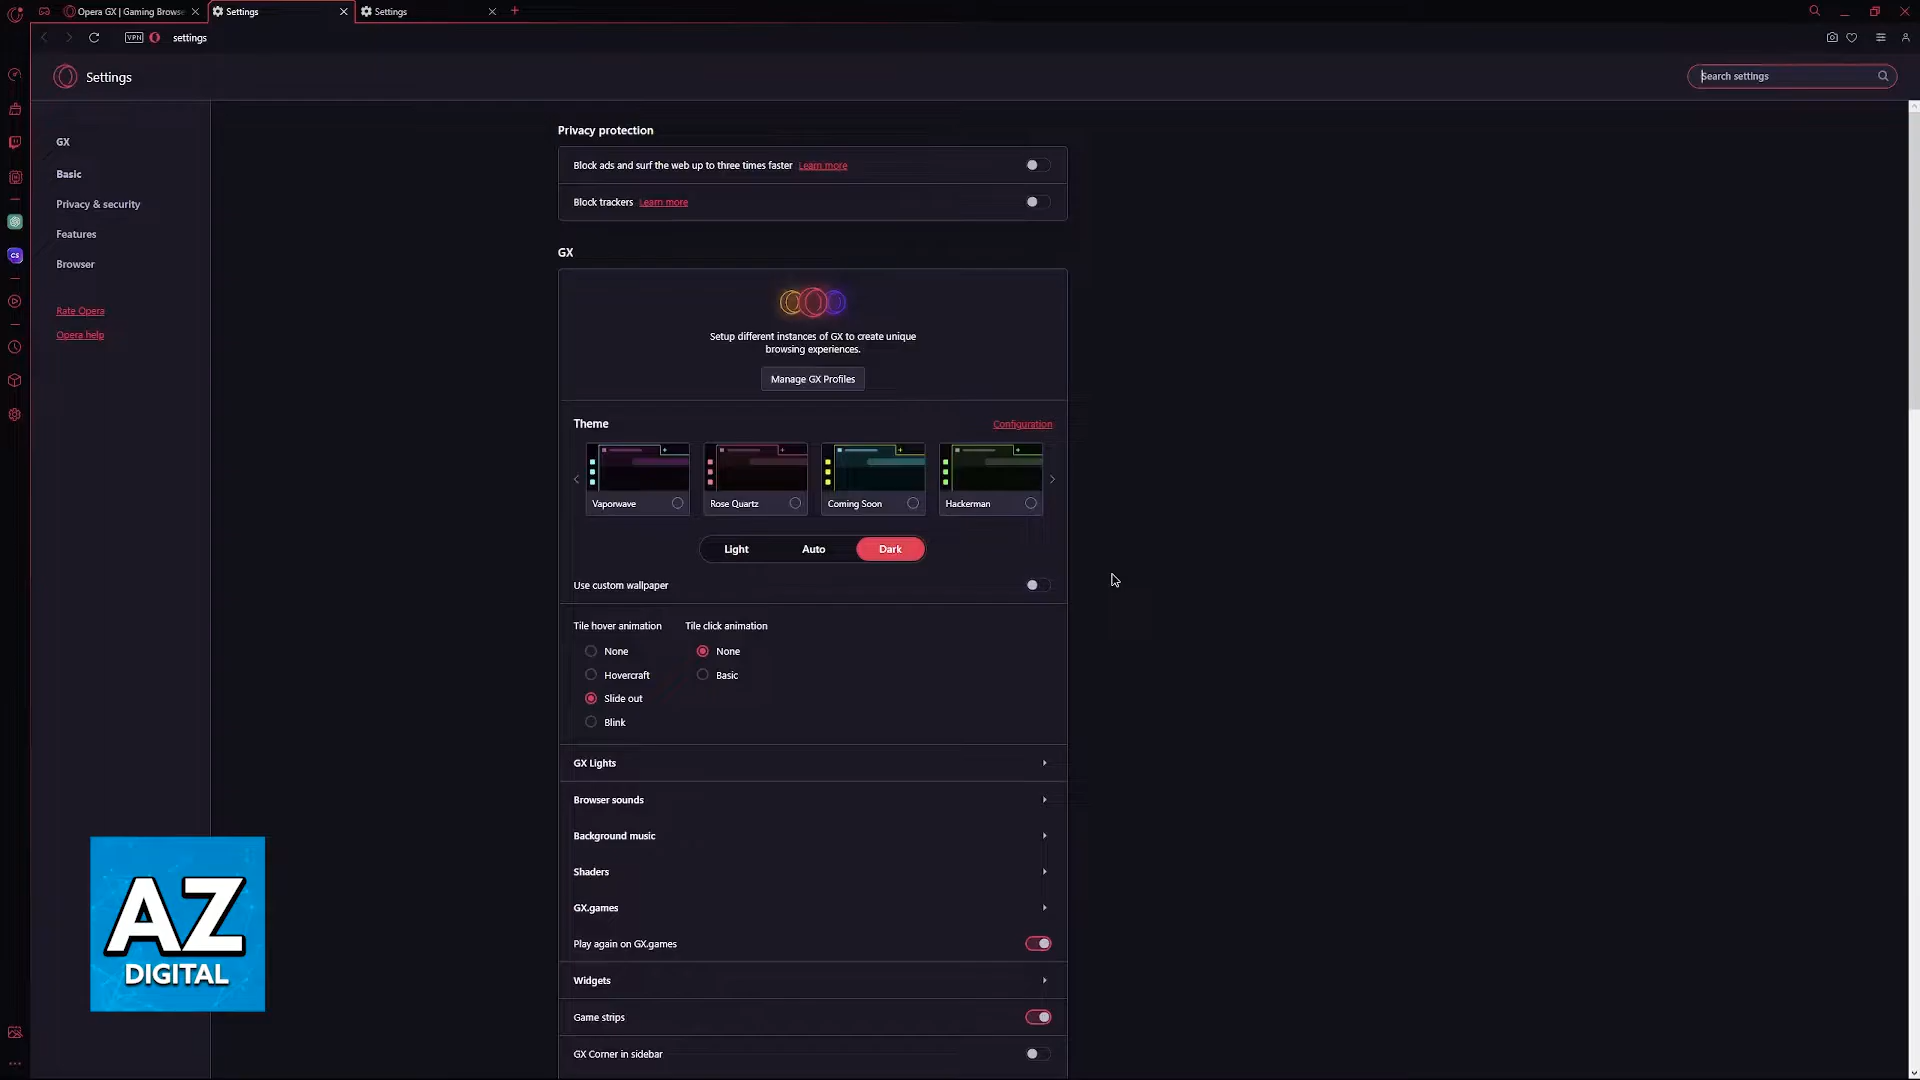 Opera GX | Gaming Brows
Settings
Settings
VPN
settings
Settings
Search settings
GX
Basic
Privacy & security
Features
Browser
Rate Opera
Opera help
Privacy protection
Block ads and surf the web up to three times faster Learn more
Block trackers Learn more
GX
Setup different instances of GX to create unique
browsing experiences.
Manage GX Profiles
Theme
Configuration
Vaporwave
Rose Quartz
Coming Soon
Hackerman
Light
Auto
Dark
Use custom wallpaper
Tile hover animation
Tile click animation
None
None
Hovercraft
Basic
Slide out
Blink
GX Lights
Browser sounds
Background music
Shaders
GX.games
Play again on GX.games
Widgets
Game strips
GX Corner in sidebar
CS
AZ
DIGITAL